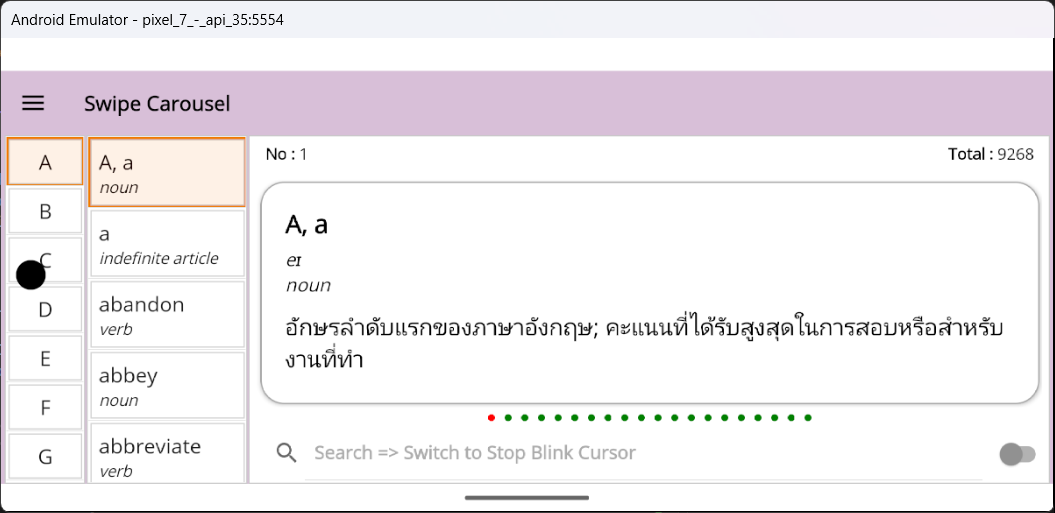 Android Emulator - pixel_7_-_api_35:5554
Swipe Carousel
A
B
C
D
E
F
G
A, a
noun
a
indefinite article
abandon
verb
abbey
noun
abbreviate
verb
No : 1
Total : 9268
A, a
eɪ
noun
อักษรลำดับแรกของภาษาอังกฤษ; คะแนนที่ได้รับสูงสุดในการสอบหรือสำหรับ
งานที่ทำ
Search => Switch to Stop Blink Cursor